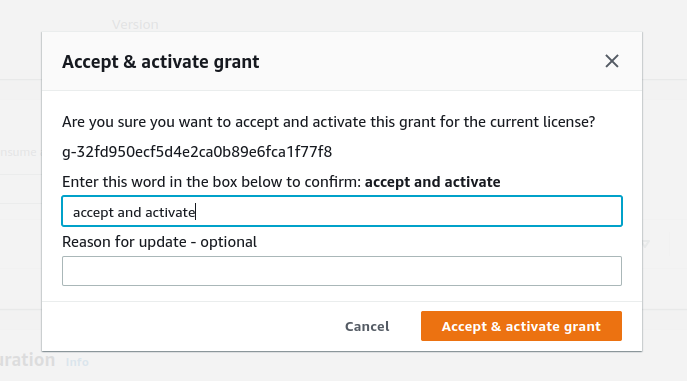 Version
Accept & activate grant
Are you sure you want to accept and activate this grant for the current license?
g-32fd950ecf5d4e2ca0b89e6fca1f77f8
nsume
Enter this word in the box below to confirm: accept and activate
accept and activate
Reason for update - optional
Cancel
Accept & activate grant
uration Info